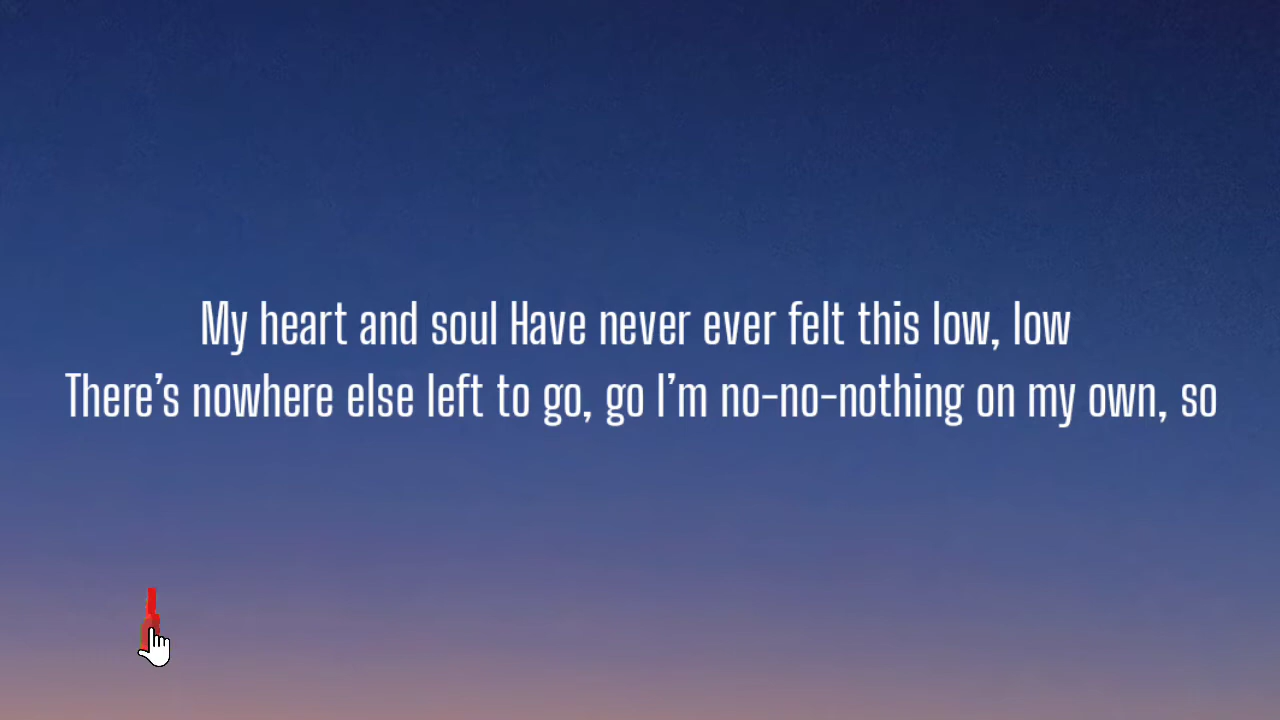 My heart and soul Have never ever felt this low, low
There's nowhere else left to go, go I'm no-no-nothing on my own, so